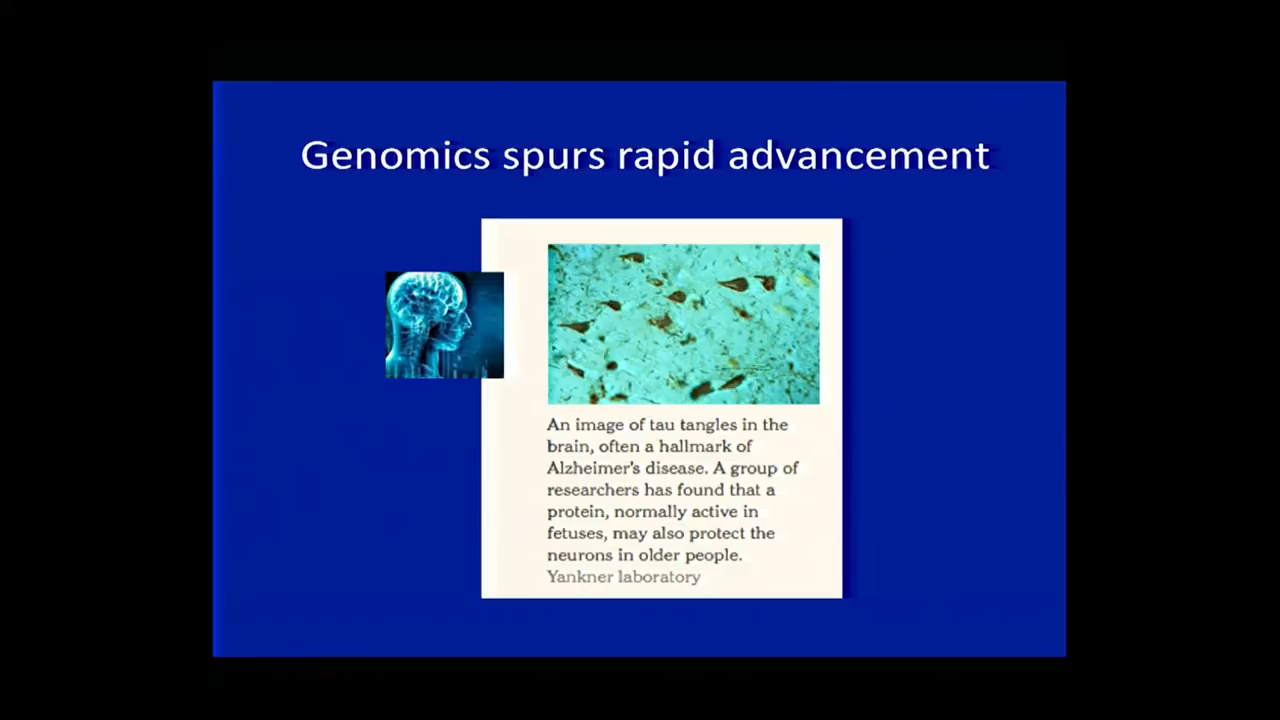 Genomics spurs rapid advancement
An image of tau tangles in the
brain, often a hallmark of
Alzheimer's disease. A group of
researchers has found that a
protein, normally active in
fetuses, may also protect the
neurons in older people.
Yankner laboratory